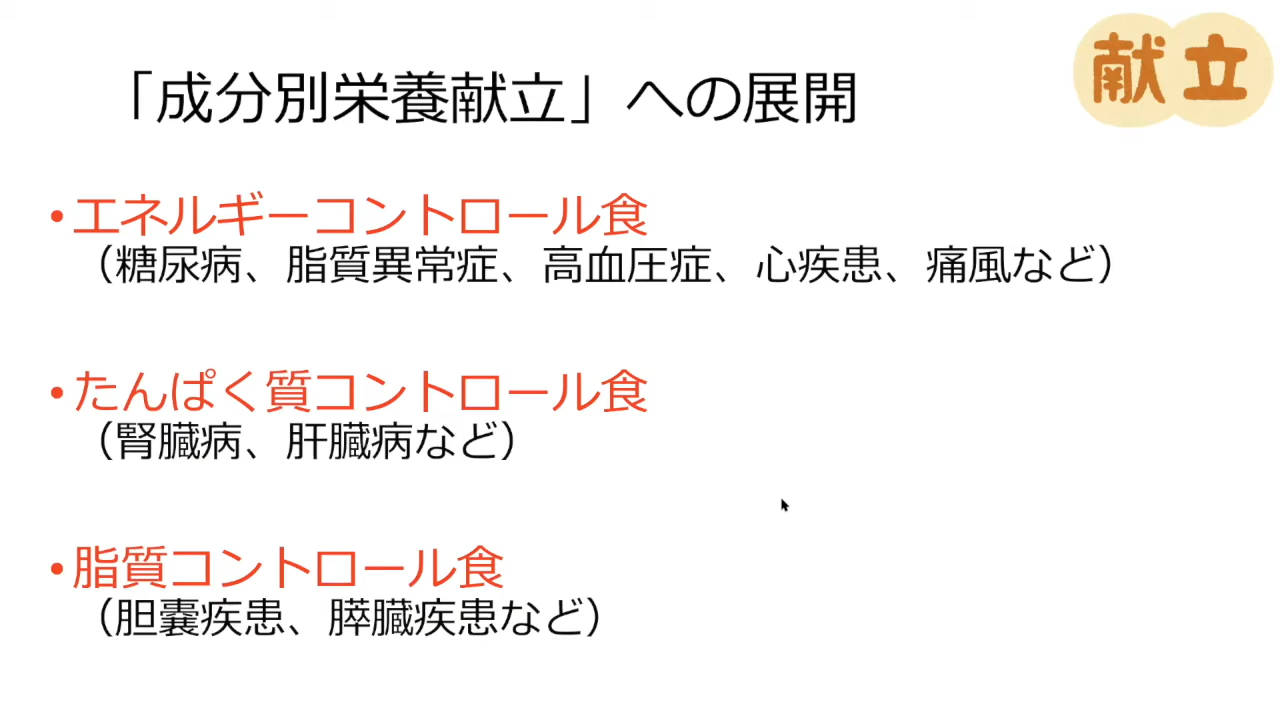 「成分別栄養献立」への展開
献立
•エネルギーコントロール食
（糖尿病、脂質異常症、高血圧症、心疾患、痛風など）
•たんぱく質コントロール食
（腎臓病、肝臓病など）
•脂質コントロール食
（胆嚢疾患、膵臓疾患など）